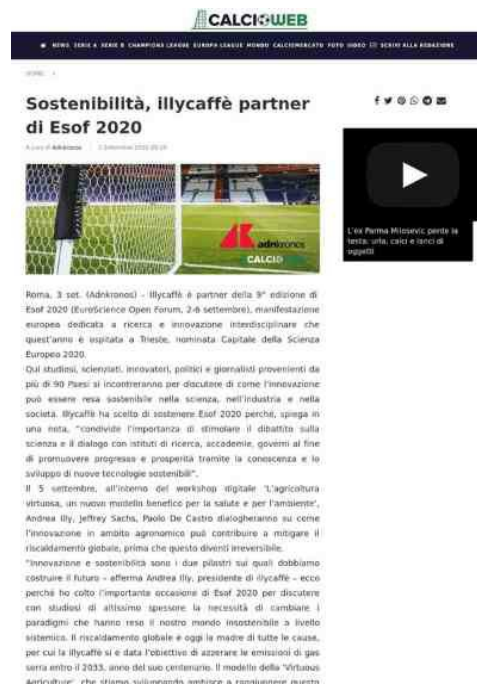 CALCIOWEB
NEWS SERIE A SERIE B CHAMPIONS LEAGUE EUROPA LEAGUE MONDO CALCIOMERCATO FOTO VIDEO SCRIVI ALLA REDAZIONE
HOME
Sostenibilità, illycaffè partner
di Esof 2020
A cura di Adnkronos
adnkronos
CALCIO
L'ex Parma Milosevic perde la
testa: urla, calci e lanci di
oggetti
Roma, 3 set. (Adnkronos) - Illycaffè è partner della 9° edizione di
Esof 2020 (EuroScience Open Forum, 2-6 settembre), manifestazione
europea dedicata a ricerca e innovazione interdisciplinare che
quest'anno è ospitata a Trieste, nominata Capitale della Scienza
Europea 2020.
Qui studiosi, scienziati, innovatori, politici e giornalisti provenienti da
più di 90 Paesi si incontreranno per discutere di come l'innovazione
può essere resa sostenibile nella scienza, nell'industria e nella
società. Illycaffè ha scelto di sostenere Esof 2020 perché, spiega in
una nota, "condivide l'importanza di stimolare il dibattito sulla
scienza e il dialogo con istituti di ricerca, accademie, governi al fine
di promuovere progresso e prosperità tramite la conoscenza e lo
sviluppo di nuove tecnologie sostenibili".
Il 5 settembre, all'interno del workshop digitale 'L'agricoltura
virtuosa, un nuovo modello benefico per la salute e per l'ambiente',
Andrea Illy, Jeffrey Sachs, Paolo De Castro dialogheranno su come
l'innovazione in ambito agronomico può contribuire a mitigare il
riscaldamento globale, prima che questo diventi irreversibile.
"Innovazione e sostenibilità sono i due pilastri sui quali dobbiamo
costruire il futuro - afferma Andrea Illy, presidente di illycaffè - ecco
perché ho colto l'importante occasione di Esof 2020 per discutere
con studiosi di altissimo spessore la necessità di cambiare i
paradigmi che hanno reso il nostro mondo insostenibile a livello
sistemico. Il riscaldamento globale è oggi la madre di tutte le cause,
per cui la illycaffè si è data l'obiettivo di azzerare le emissioni di gas
serra entro il 2033, anno del suo centenario. Il modello della 'Virtuous
Agriculture', che stiamo sviluppando ambisce a raggiungere questo